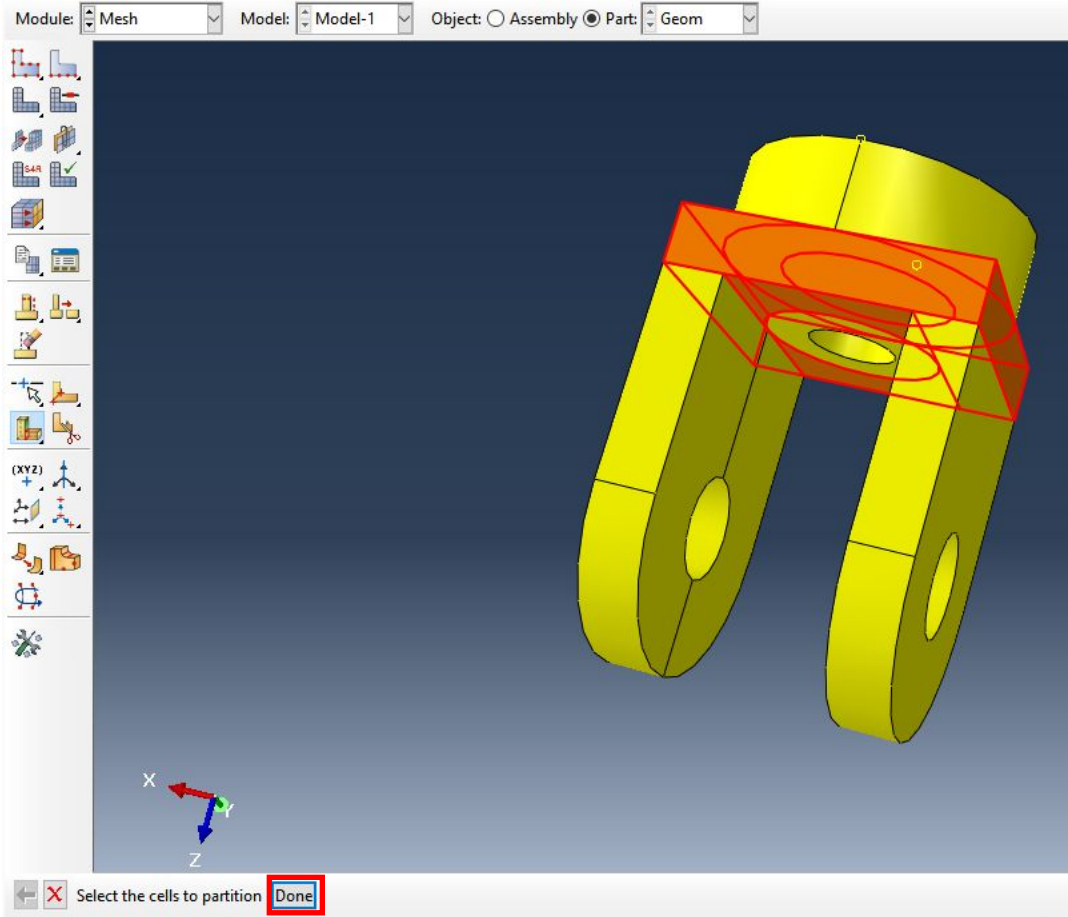 Module: Mesh Model: Model-1 Object: Assembly Part: Geom
S4R
(XYZ)
X
Y
Z
Select the cells to partition Done